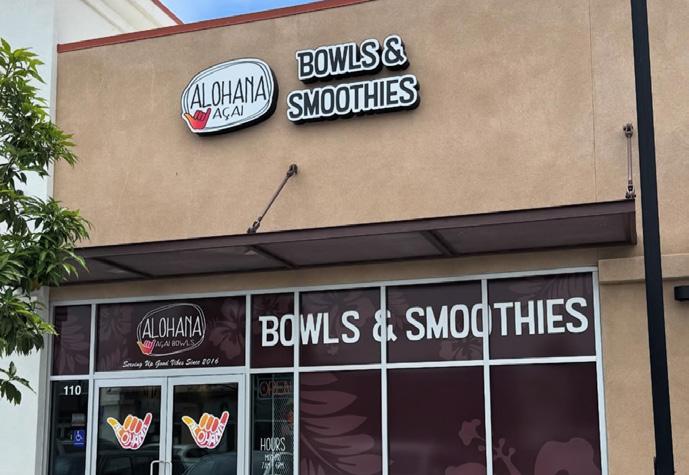 ALOHANA
AÇAI
BOWLS &
SMOOTHIES
ALOHANA
AÇAI BOWLS
Serving Up Good Vibes Since 2016
BOWLS & SMOOTHIES
110
OPEN
HOURS